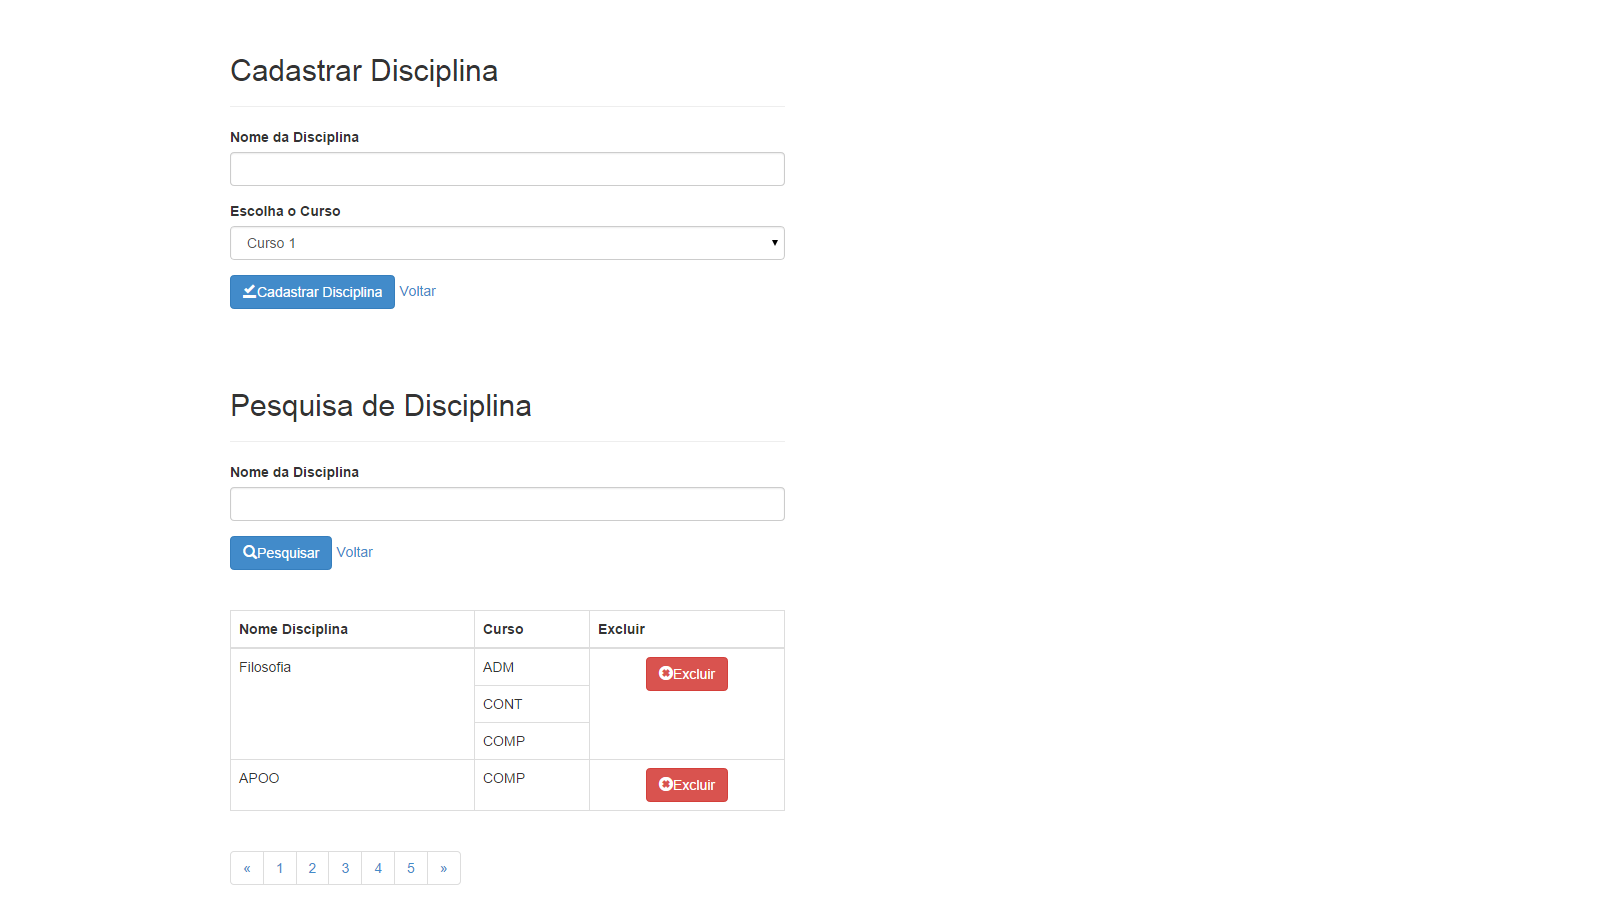 Cadastrar Disciplina
Nome da Disciplina
Escolha o Curso
Curso 1
Cadastrar Disciplina Voltar
Pesquisa de Disciplina
Nome da Disciplina
Pesquisar Voltar
Nome Disciplina Curso Excluir
Filosofia ADM Excluir
CONT
COMP
APOO COMP Excluir
« 1 2 3 4 5 »